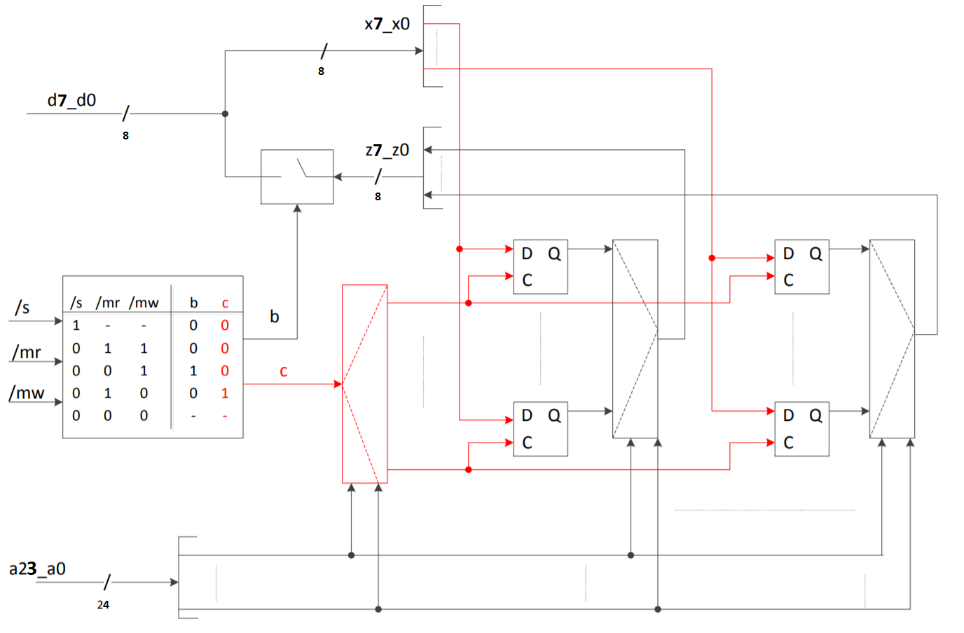 x7_x0
8
d7_d0
8
z7_z0
8
D Q
C
D Q
C
/s /mr /mw b c
/s
1 - - 0 0
0 1 1 0 0
/mr
0 0 1 1 0
/mw
0 1 0 0 1
0 0 0 - -
b
c
D Q
C
D Q
C
a23_a0
24